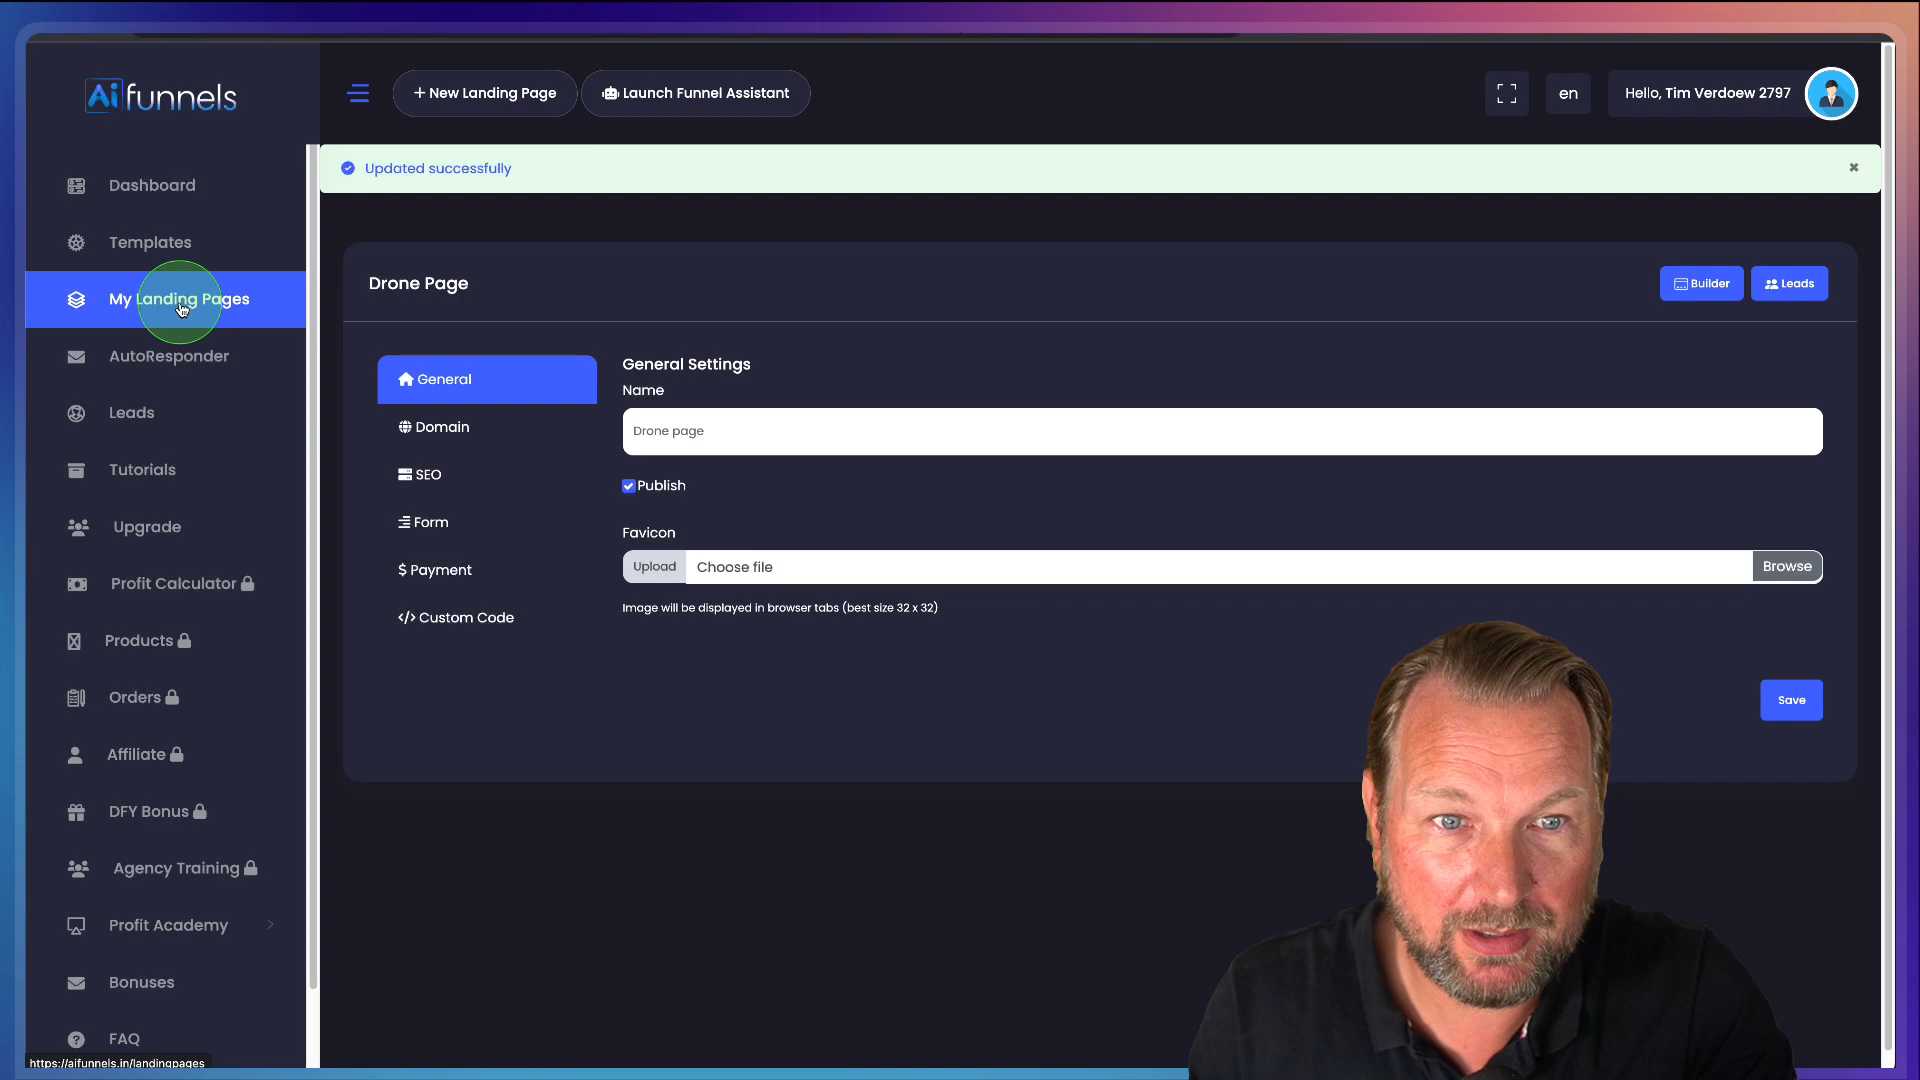 Ai funnels
+ New Landing Page
Launch Funnel Assistant
en
Hello, Tim Verdoew 2797
Updated successfully
Dashboard
Templates
My Landing Pages
AutoResponder
Leads
Tutorials
Upgrade
Profit Calculator
Products
Orders
Affiliate
DFY Bonus
Agency Training
Profit Academy
Bonuses
FAQ
https://aifunnels.in/landingpages
Drone Page
Builder
Leads
General
Domain
SEO
Form
$ Payment
</> Custom Code
General Settings
Name
Drone page
Publish
Favicon
Upload
Choose file
Browse
Image will be displayed in browser tabs (best size 32 x 32)
Save